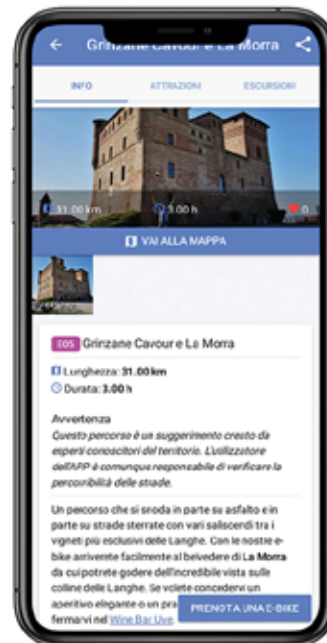 Grinzane Cavour e La Morra
INFO ATTRAZIONI ESCURSIONI
31.00 km 3.00 h 0
VAI ALLA MAPPA
E05 Grinzane Cavour e La Morra
Lunghezza: 31.00 km
Durata: 3.00 h
Avvertenza
Questo percorso è un suggerimento creato da
esperti conoscitori del territorio. L'utilizzatore
dell'APP è comunque responsabile di verificare la
percorribilità delle strade.
Un percorso che si snoda in parte su asfalto e in
parte su strade sterrate con vari saliscendi tra i
vigneti più esclusivi delle Langhe. Con le nostre e-
bike arriverete facilmente al belvedere di La Morra
da cui potrete godere dell'incredibile vista sulle
colline delle Langhe. Se volete concedervi un
aperitivo elegante o un pra
PRENOTA UNA E-BIKE
fermarvi nel Wine Bar Uve